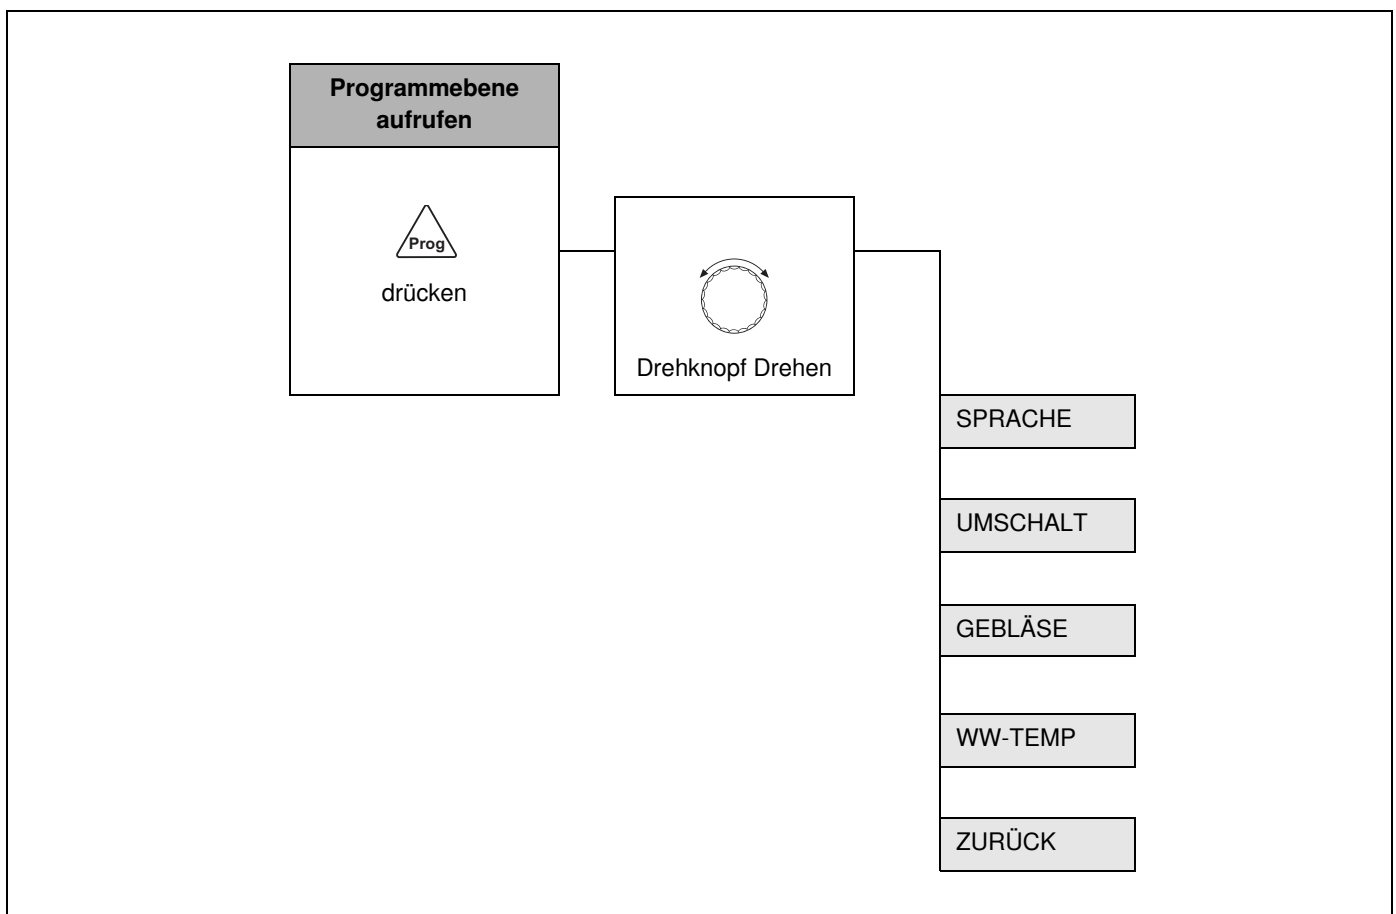 Programmebene
aufrufen
Prog
drücken
Drehknopf Drehen
SPRACHE
UMSCHALT
GEBLÄSE
WW-TEMP
ZURÜCK